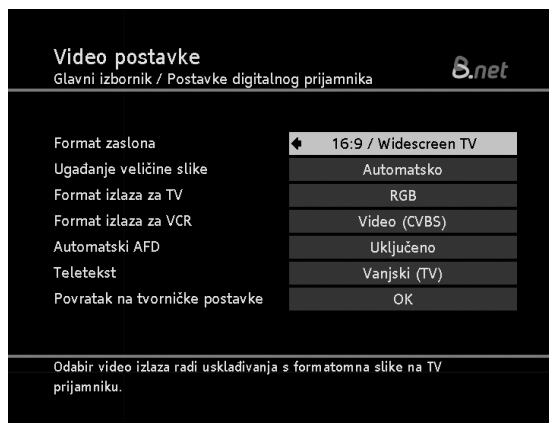 Video postavke
Glavni izbornik / Postavke digitalnog prijamnika
B.net
Format zaslona 16:9 / Widescreen TV
Ugađanje veličine slike Automatsko
Format izlaza za TV RGB
Format izlaza za VCR Video (CVBS)
Automatski AFD Uključeno
Teletekst Vanjski (TV)
Povratak na tvorničke postavke OK
Odabir video izlaza radi usklađivanja s formatomna slike na TV
prijamniku.